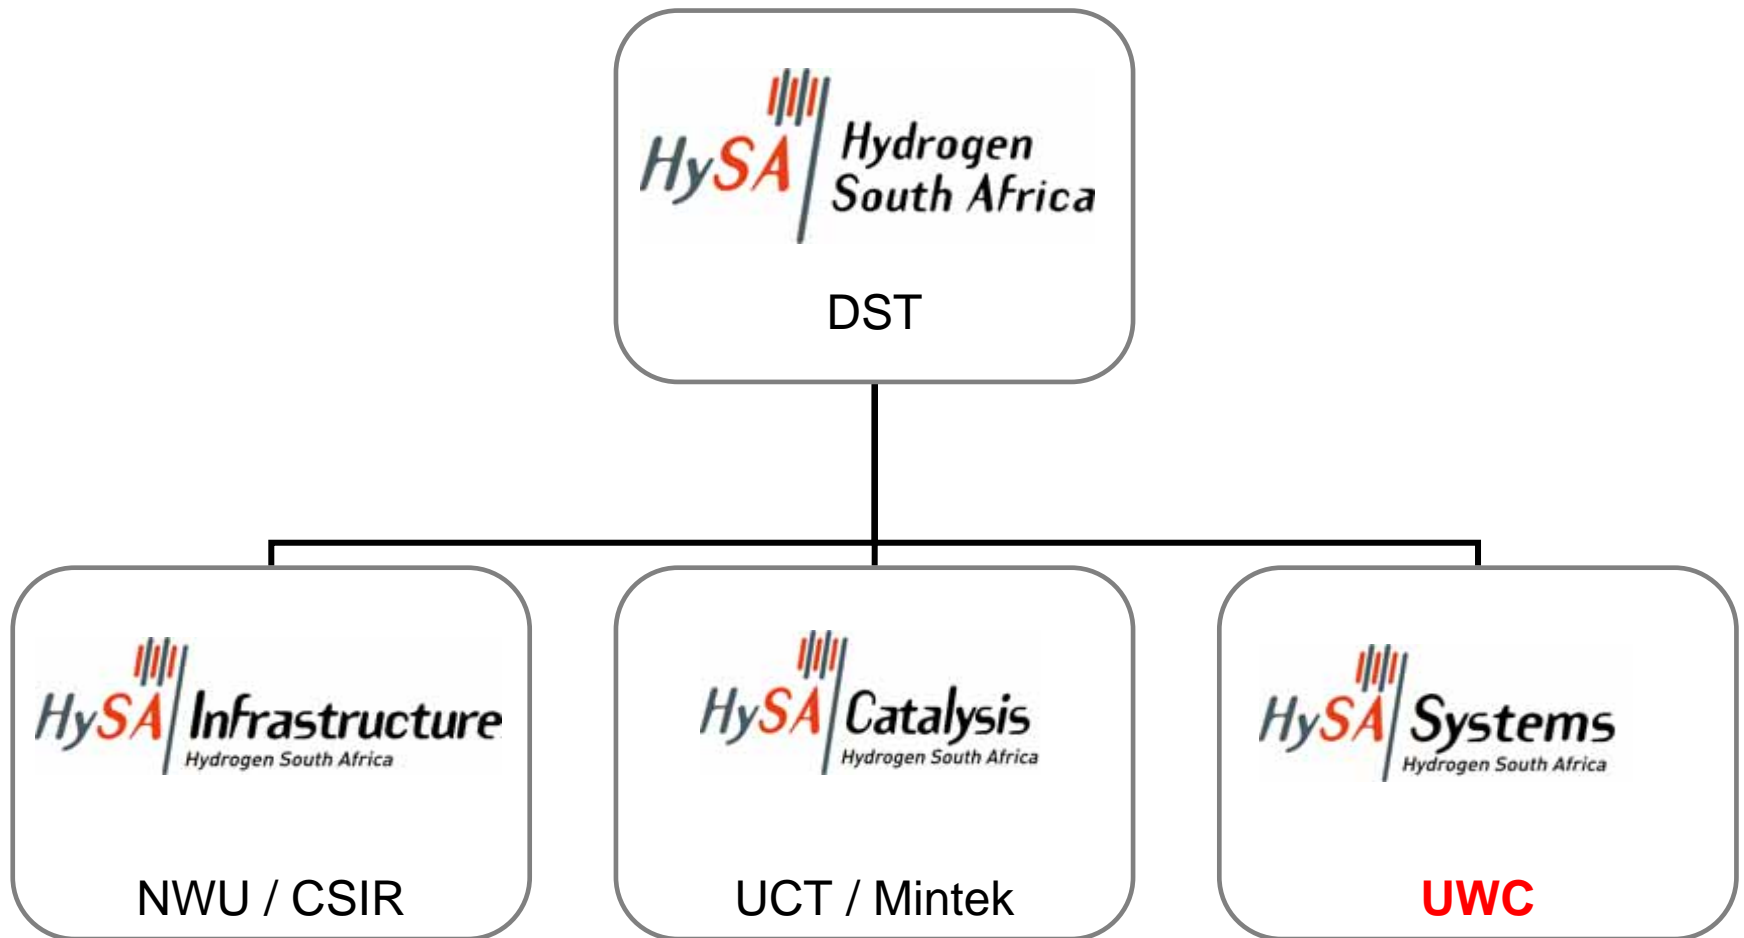 HySA Hydrogen
South Africa
DST
HySA Infrastructure
Hydrogen South Africa
NWU / CSIR
HySA Catalysis
Hydrogen South Africa
UCT / Mintek
HySA Systems
Hydrogen South Africa
UWC